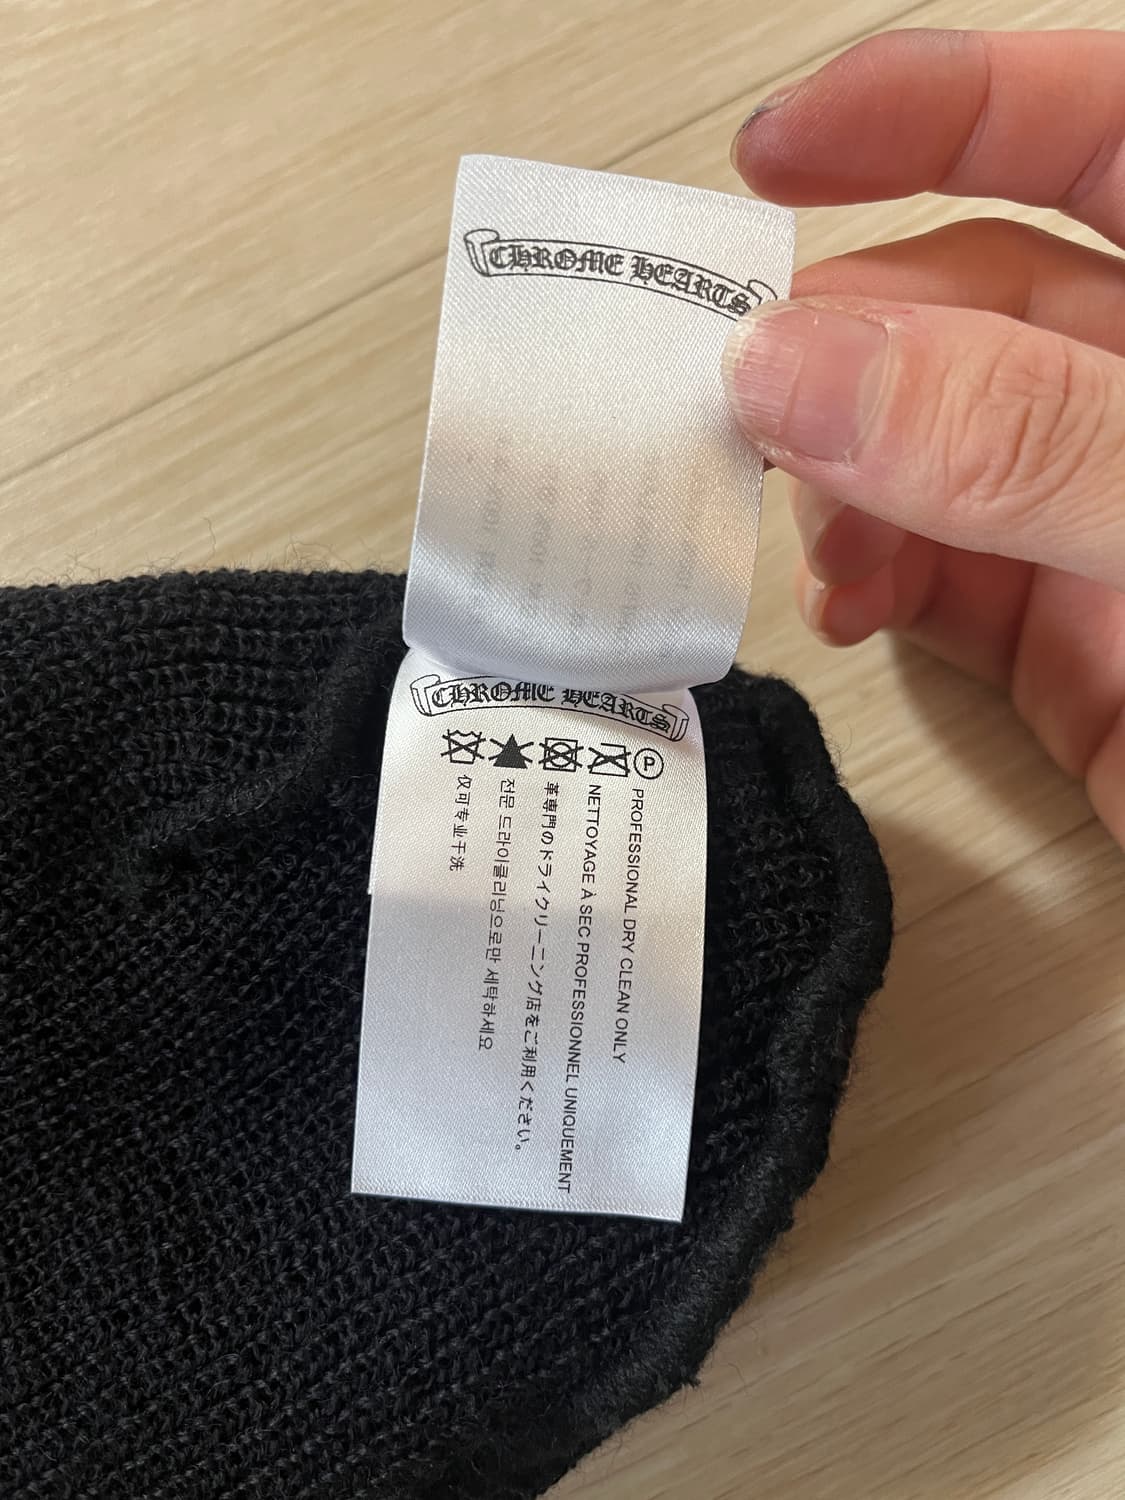 CHROME HEARTS
CHROME HEARTS
P
PROFESSIONAL DRY CLEAN ONLY
NETTOYAGE À SEC PROFESSIONNEL UNIQUEMENT
革専門のドライクリーニング店をご利用ください。
전문 드라이클리닝으로만 세탁하세요
仅可专业干洗